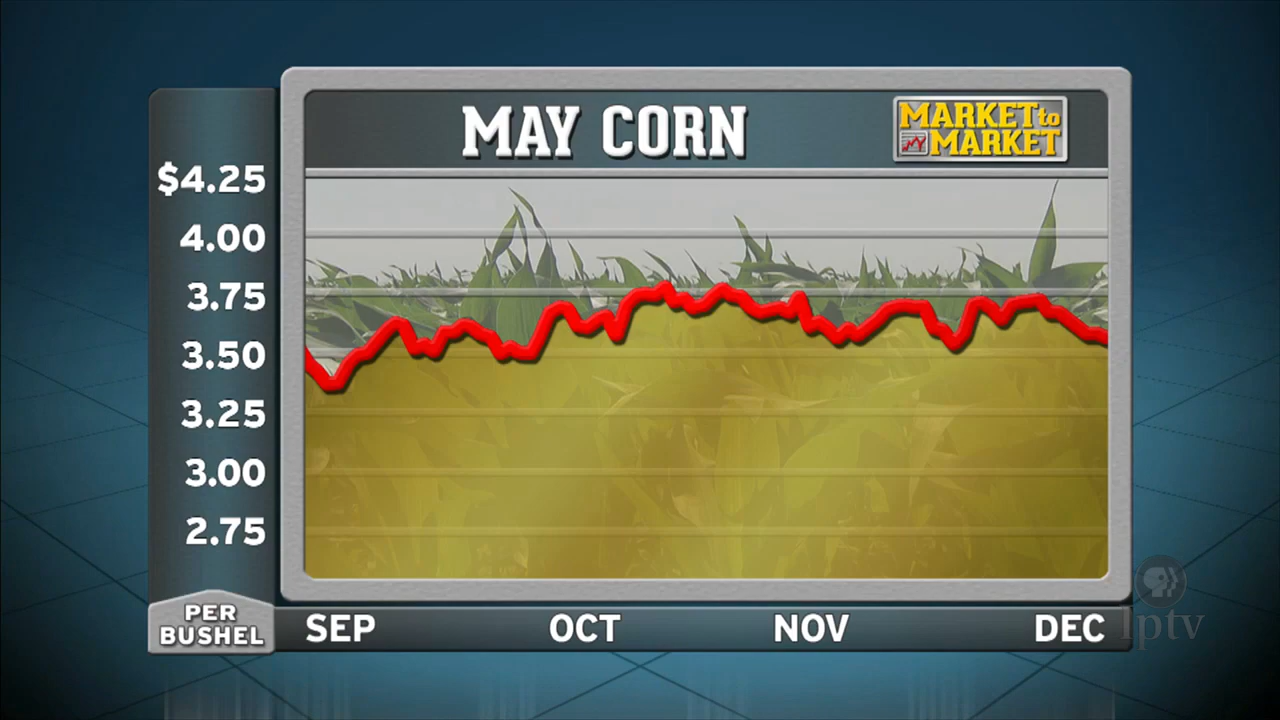 MAY CORN
MARKET to
MARKET
$4.25
4.00
3.75
3.50
3.25
3.00
2.75
PER
BUSHEL
SEP OCT NOV DEC
iptv